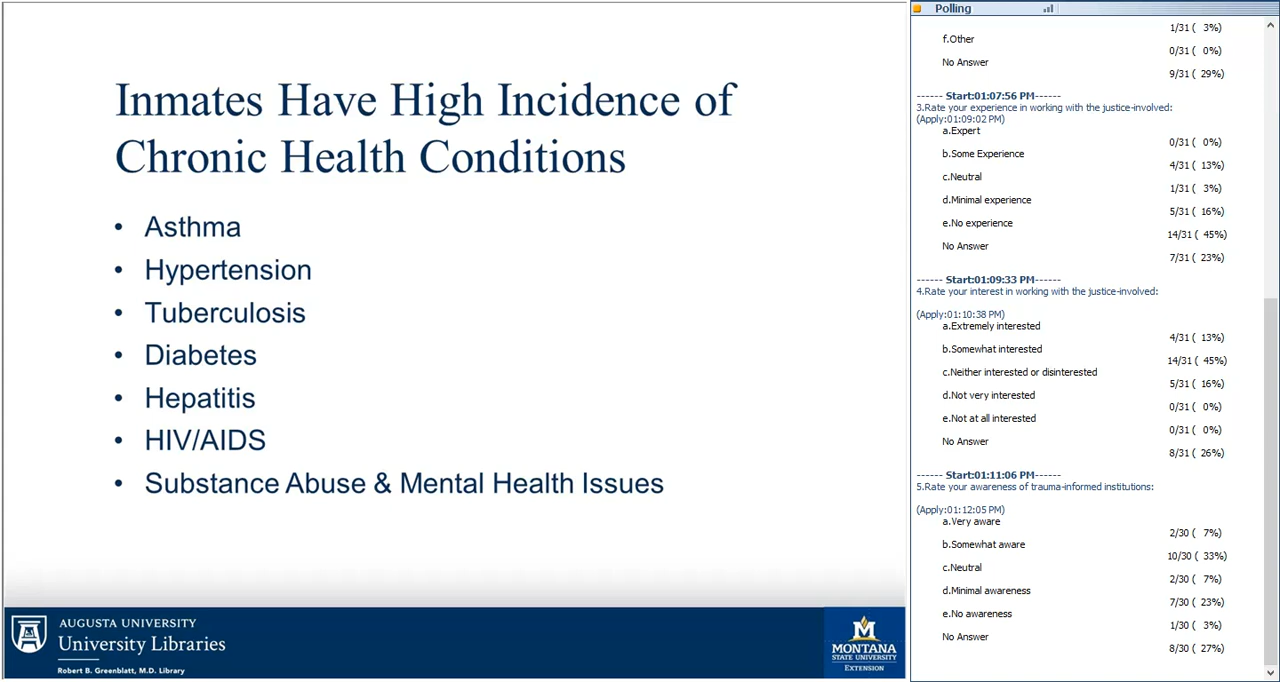 Inmates Have High Incidence of
Chronic Health Conditions
• Asthma
• Hypertension
• Tuberculosis
• Diabetes
• Hepatitis
• HIV/AIDS
• Substance Abuse & Mental Health Issues
AUGUSTA UNIVERSITY
University Libraries
Robert B. Greenblatt, M.D. Library
M
MONTANA
STATE UNIVERSITY
EXTENSION
Polling
1/31 ( 3%)
f.Other
0/31 ( 0%)
No Answer
9/31 ( 29%)
------ Start:01:07:56 PM------
3.Rate your experience in working with the justice-involved:
(Apply:01:09:02 PM)
a.Expert
0/31 ( 0%)
b.Some Experience
4/31 ( 13%)
c.Neutral
1/31 ( 3%)
d.Minimal experience
5/31 ( 16%)
e.No experience
14/31 ( 45%)
No Answer
7/31 ( 23%)
------ Start:01:09:33 PM------
4.Rate your interest in working with the justice-involved:
(Apply:01:10:38 PM)
a.Extremely interested
4/31 ( 13%)
b.Somewhat interested
14/31 ( 45%)
c.Neither interested or disinterested
5/31 ( 16%)
d.Not very interested
0/31 ( 0%)
e.Not at all interested
0/31 ( 0%)
No Answer
8/31 ( 26%)
------ Start:01:11:06 PM------
5.Rate your awareness of trauma-informed institutions:
(Apply:01:12:05 PM)
a.Very aware
2/30 ( 7%)
b.Somewhat aware
10/30 ( 33%)
c.Neutral
2/30 ( 7%)
d.Minimal awareness
7/30 ( 23%)
e.No awareness
1/30 ( 3%)
No Answer
8/30 ( 27%)